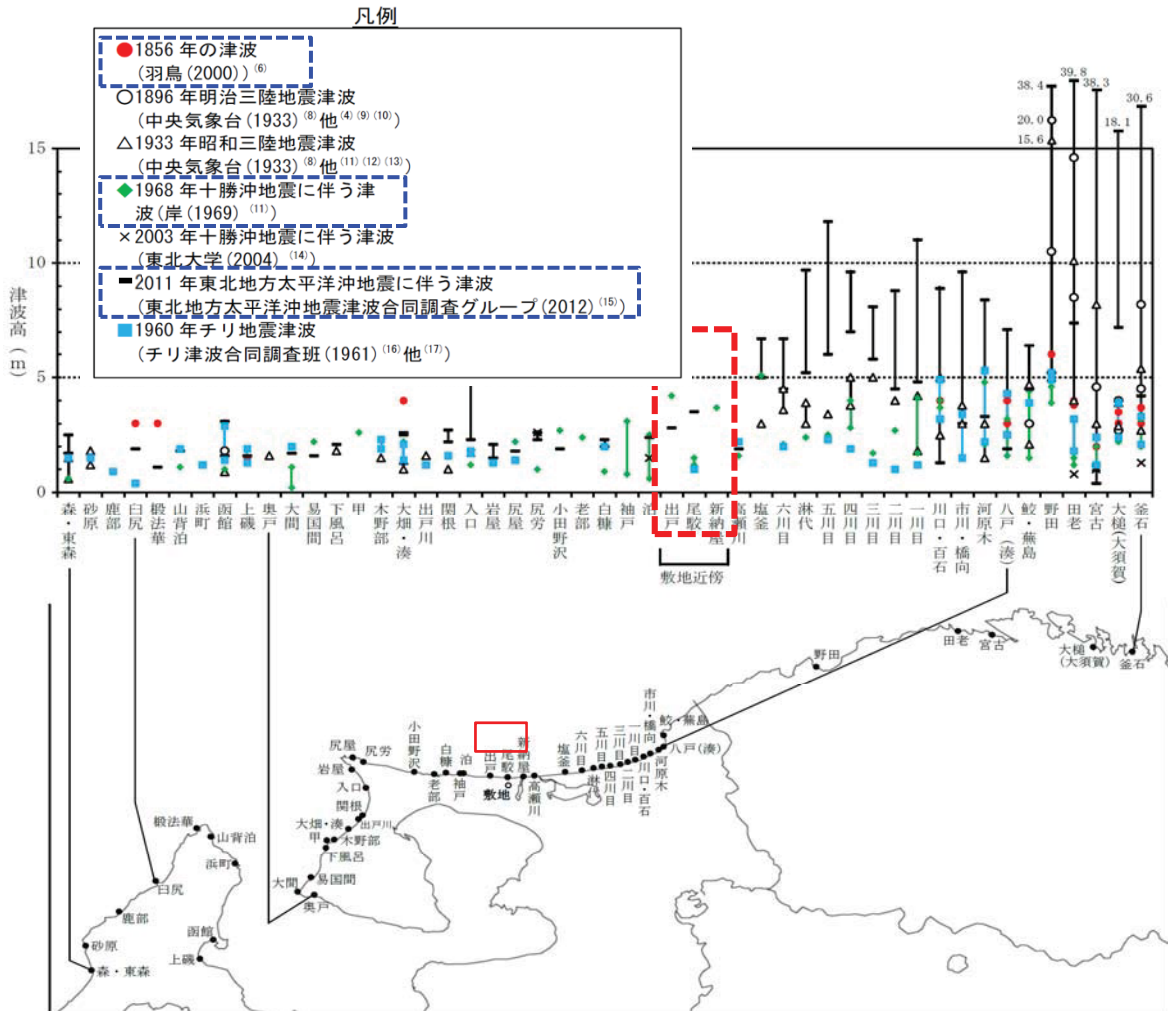 凡例
●1856 年の津波
(羽鳥(2000)) (6)
○1896 年明治三陸地震津波
(中央気象台(1933) (8)他(4)(9)(10))
△1933 年昭和三陸地震津波
(中央気象台(1933) (8)他(11)(12)(13))
◆1968 年十勝沖地震に伴う津
波(岸(1969) (11))
×2003 年十勝沖地震に伴う津波
(東北大学(2004) (14))
2011 年東北地方太平洋沖地震に伴う津波
(東北地方太平洋沖地震津波合同調査グループ(2012) (15))
■1960 年チリ地震津波
(チリ津波合同調査班(1961) (16)他(17))
39.8
38.4
38.3
30.6
20.0
18.1
15.6
15
10
5
0
津波高(m)
森・東森
砂原
鹿部
臼尻
椴法華
山背泊
浜町
函館
上磯
奥戸
大間
易国間
下風呂
甲
木野部
大畑・湊
出戸川
関根
入口
岩屋
尻屋
尻労
小田野沢
老部
白糠
袖戸
泊
出戸
尾駮
新納屋
高瀬川
塩釜
六川目
淋代
五川目
四川目
三川目
二川目
一川目
川口・百石
市川・橋向
河原木
八戸(湊)
鮫・蕪島
野田
田老
宮古
大槌(大須賀)
釜石
敷地近傍
田老
宮古
大槌
(大須賀)
釜石
野田
市川・橋向
鮫・蕪島
八戸(湊)
河原木
川口・百石
一川目
二川目
三川目
四川目
五川目
淋代
六川目
塩釜
高瀬川
新納屋
尾駮
敷地
出戸
泊
袖戸
白糠
老部
小田野沢
尻労
尻屋
岩屋
入口
関根
出戸川
大畑・湊
木野部
甲
下風呂
易国間
大間
奥戸
椴法華
山背泊
浜町
臼尻
鹿部
函館
砂原
上磯
森・東森